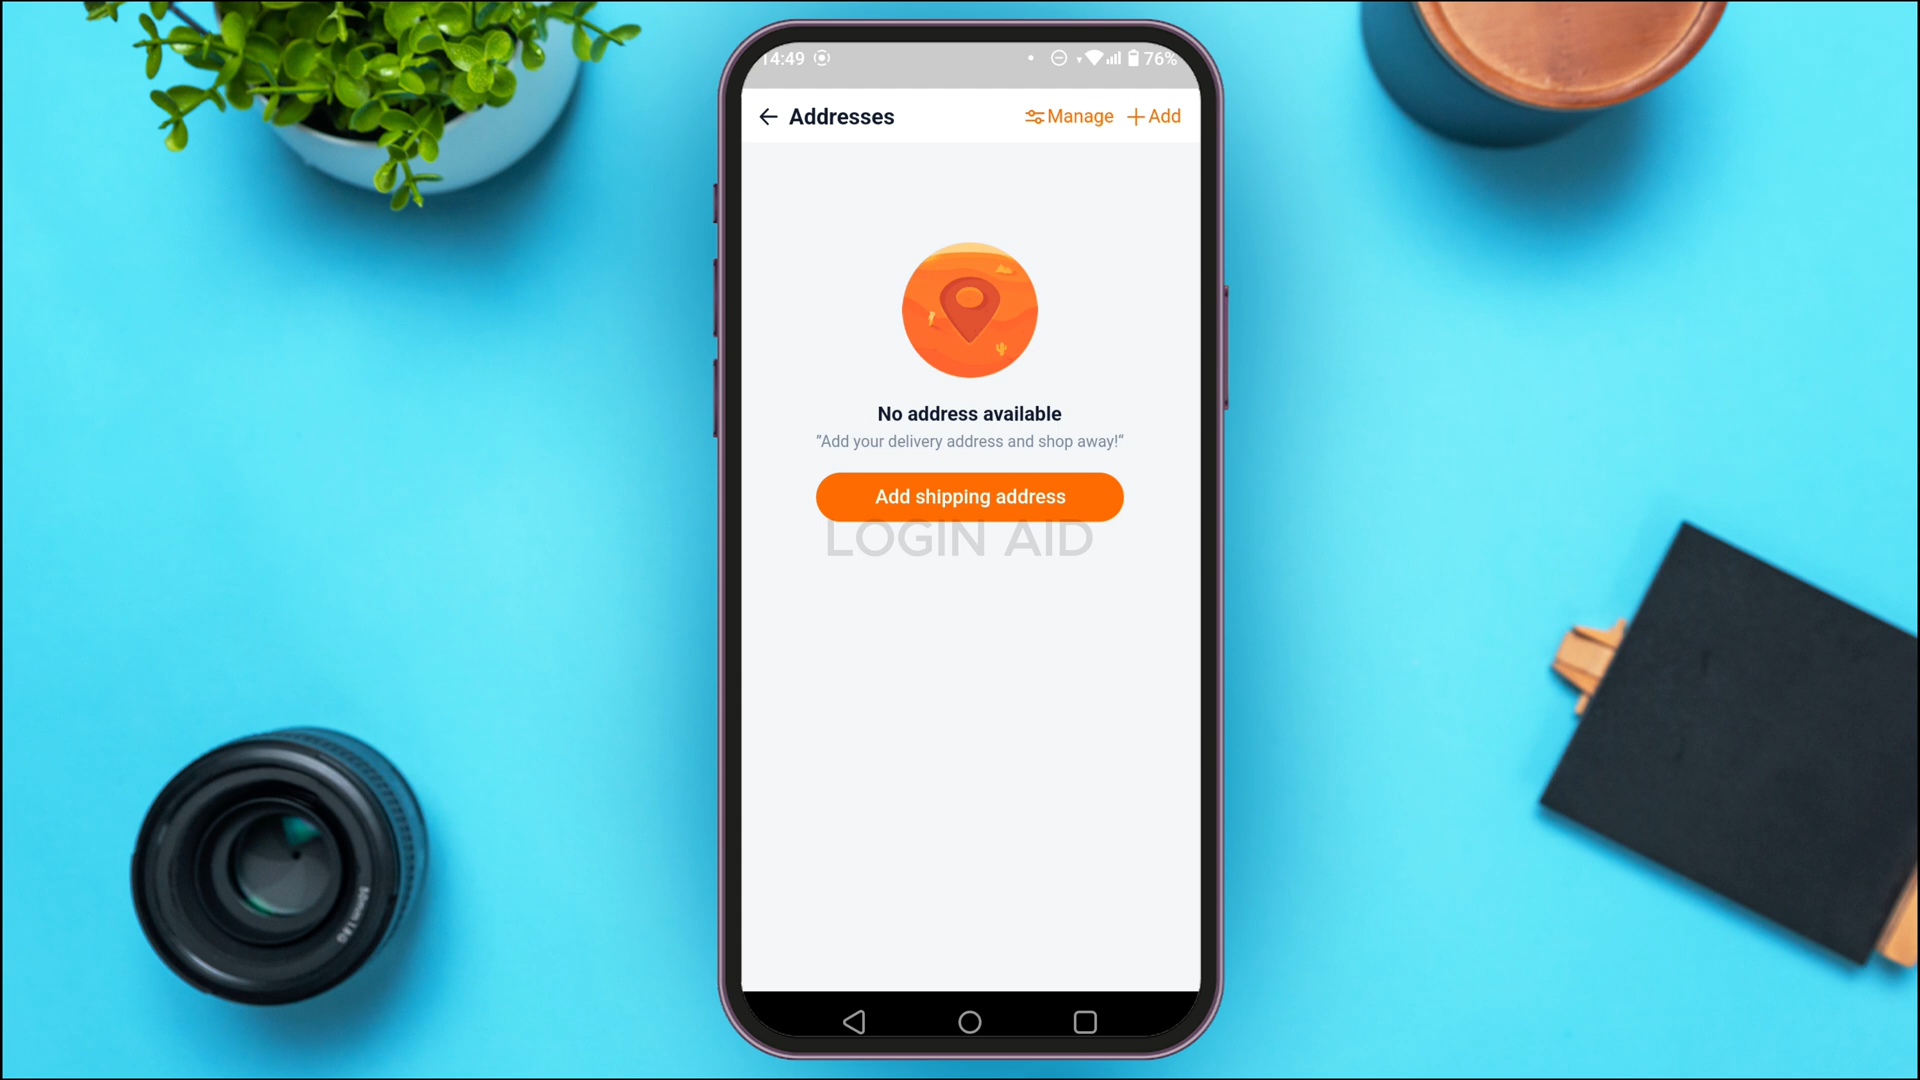 14:49 76%
Addresses Manage Add
No address available
"Add your delivery address and shop away!"
Add shipping address
LOGIN AID